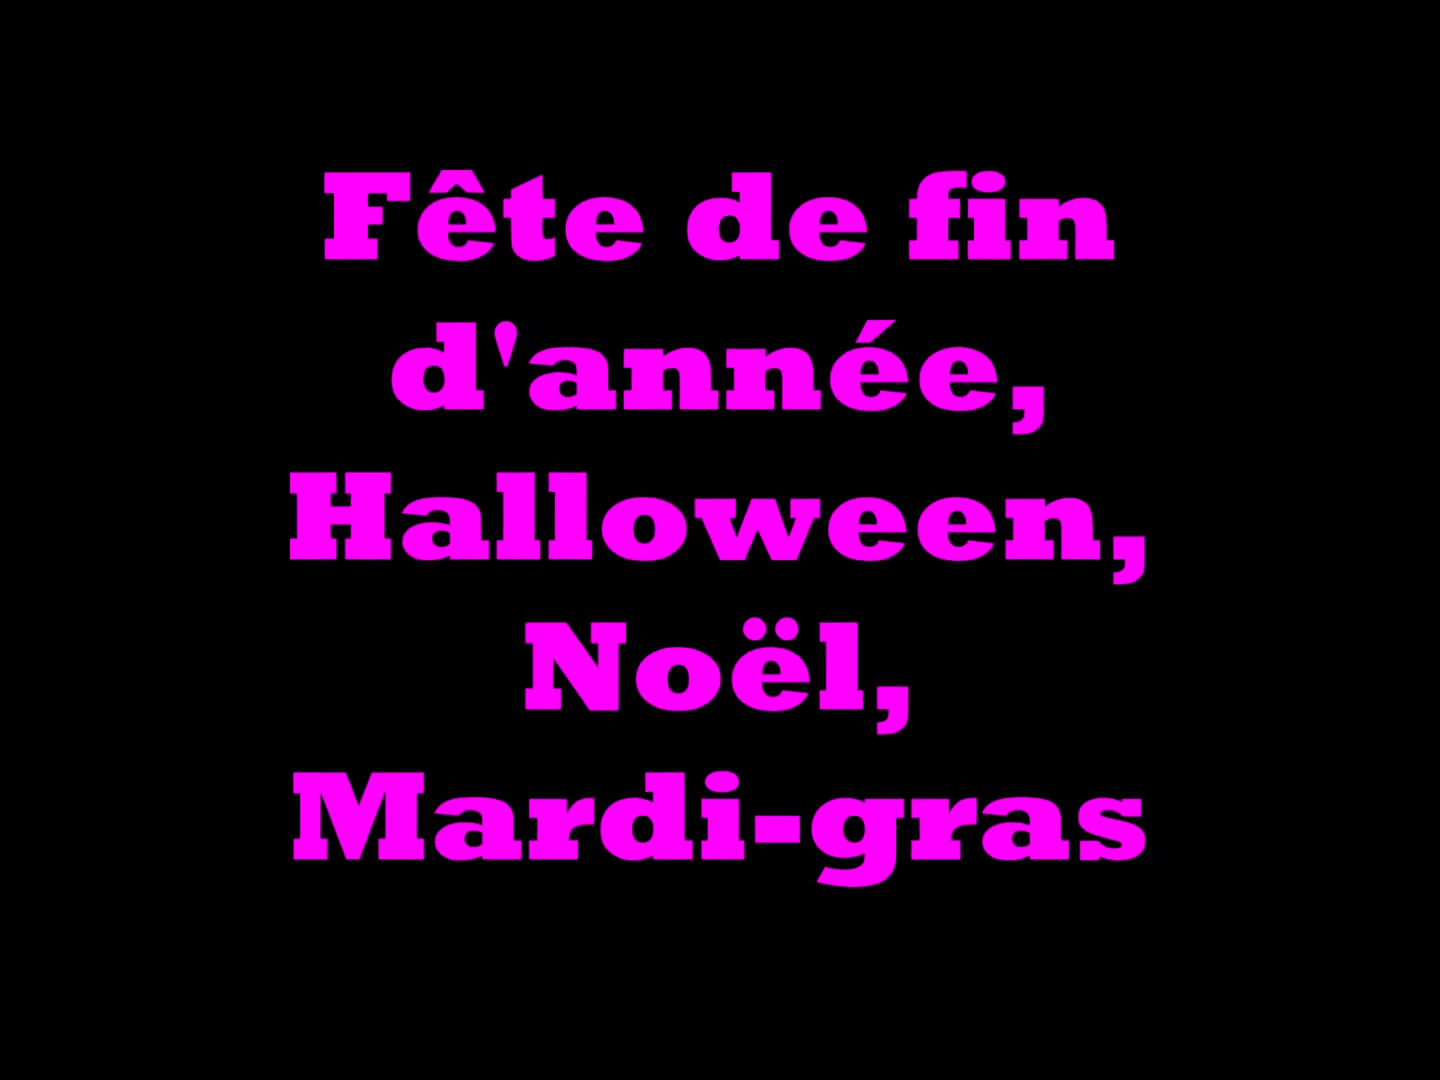 Fête de fin
d'année,
Halloween,
Noël,
Mardi-gras